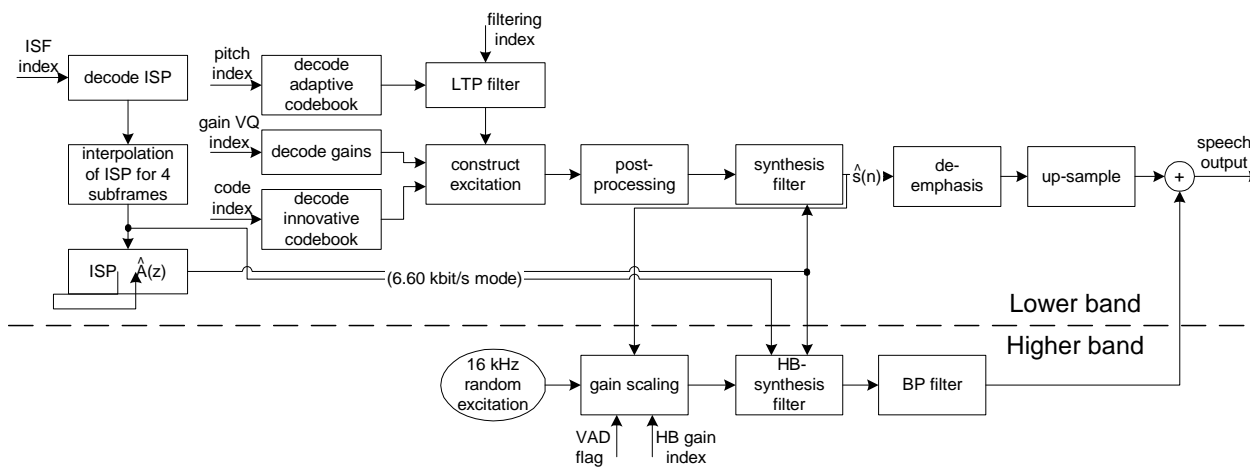 ISF
index
decode ISP
interpolation
of ISP for 4
subframes
ISP Â(z)
pitch
index
decode
adaptive
codebook
filtering
index
LTP filter
gain VQ
index
decode gains
code
index
decode
innovative
codebook
construct
excitation
post-
processing
synthesis
filter
ŝ(n)
de-
emphasis
up-sample
+
speech
output
(6.60 kbit/s mode)
Lower band
Higher band
16 kHz
random
excitation
gain scaling
HB-
synthesis
filter
BP filter
VAD
flag
HB gain
index